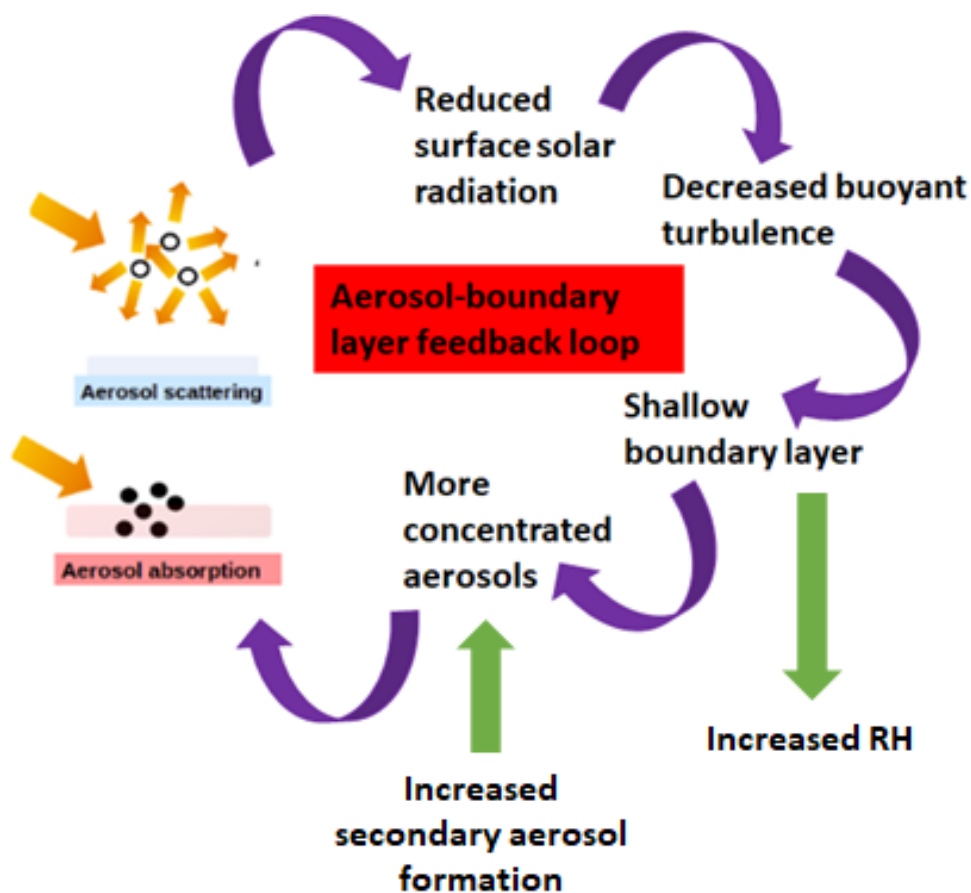 Reduced
surface solar
radiation
Decreased buoyant
turbulence
Aerosol-boundary
layer feedback loop
Aerosol scattering
Shallow
boundary layer
More
concentrated
aerosols
Aerosol absorption
Increased RH
Increased
secondary aerosol
formation